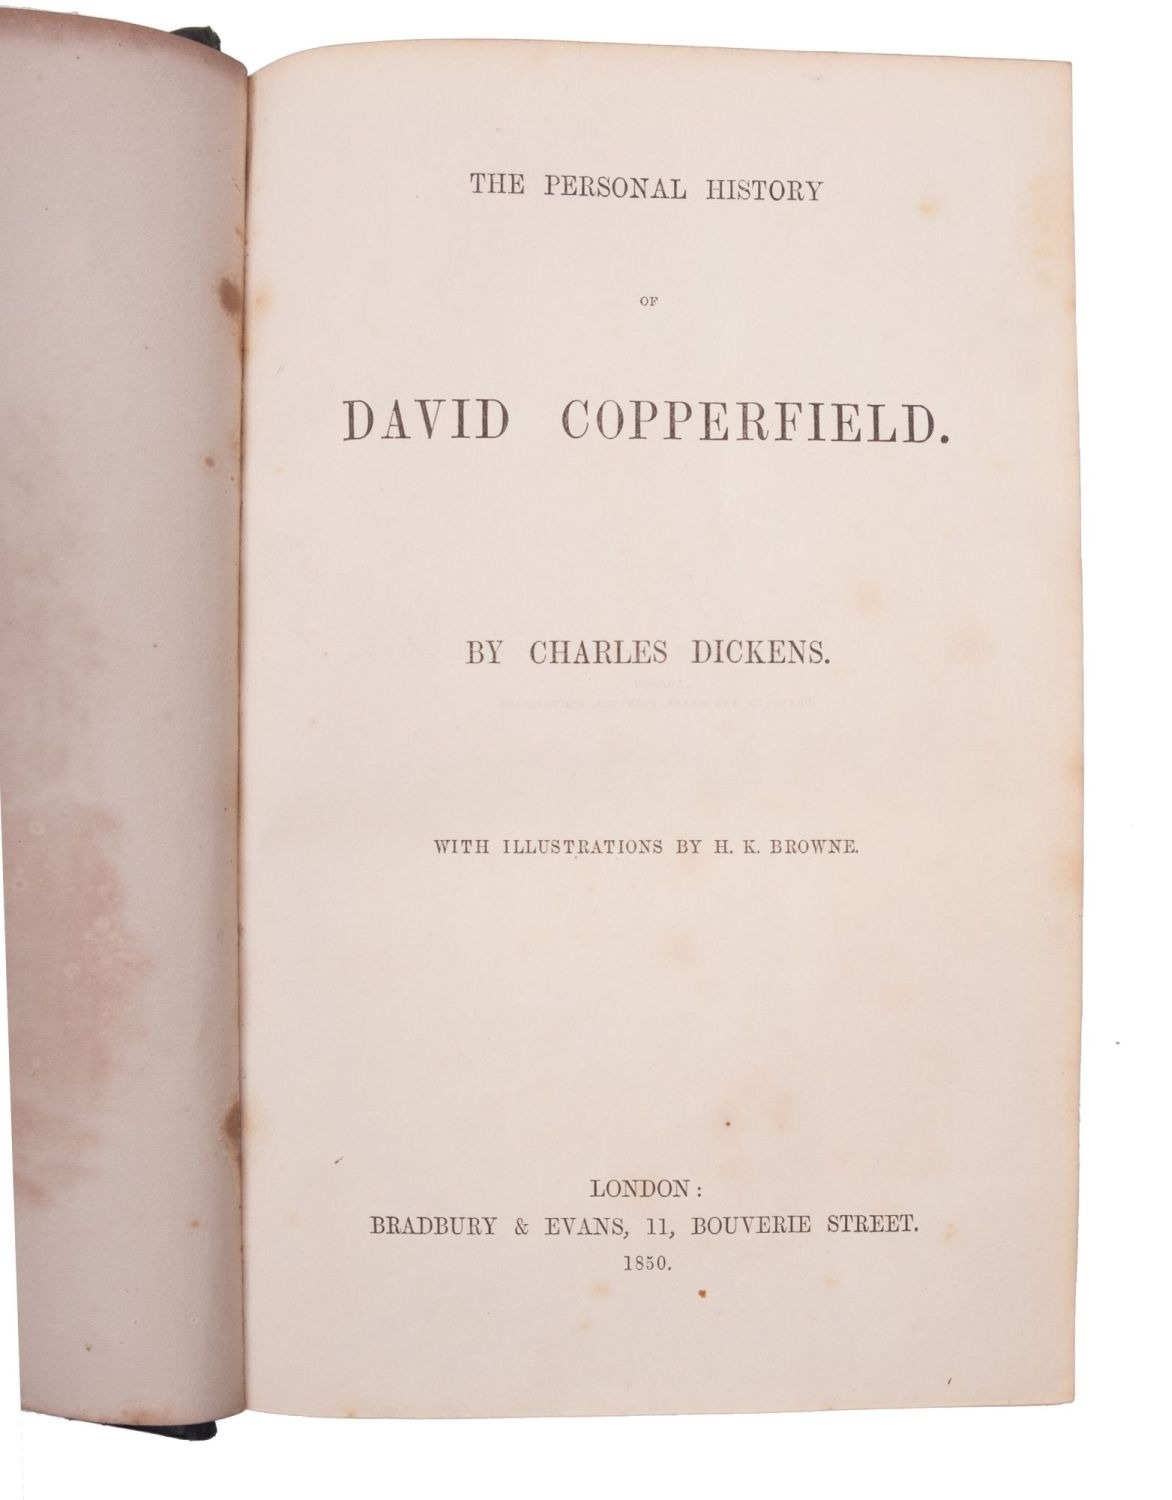 THE PERSONAL HISTORY
OF
DAVID COPPERFIELD.
BY CHARLES DICKENS.
WITH ILLUSTRATIONS BY H. K. BROWNE.
LONDON:
BRADBURY & EVANS, 11, BOUVERIE STREET.
1850.